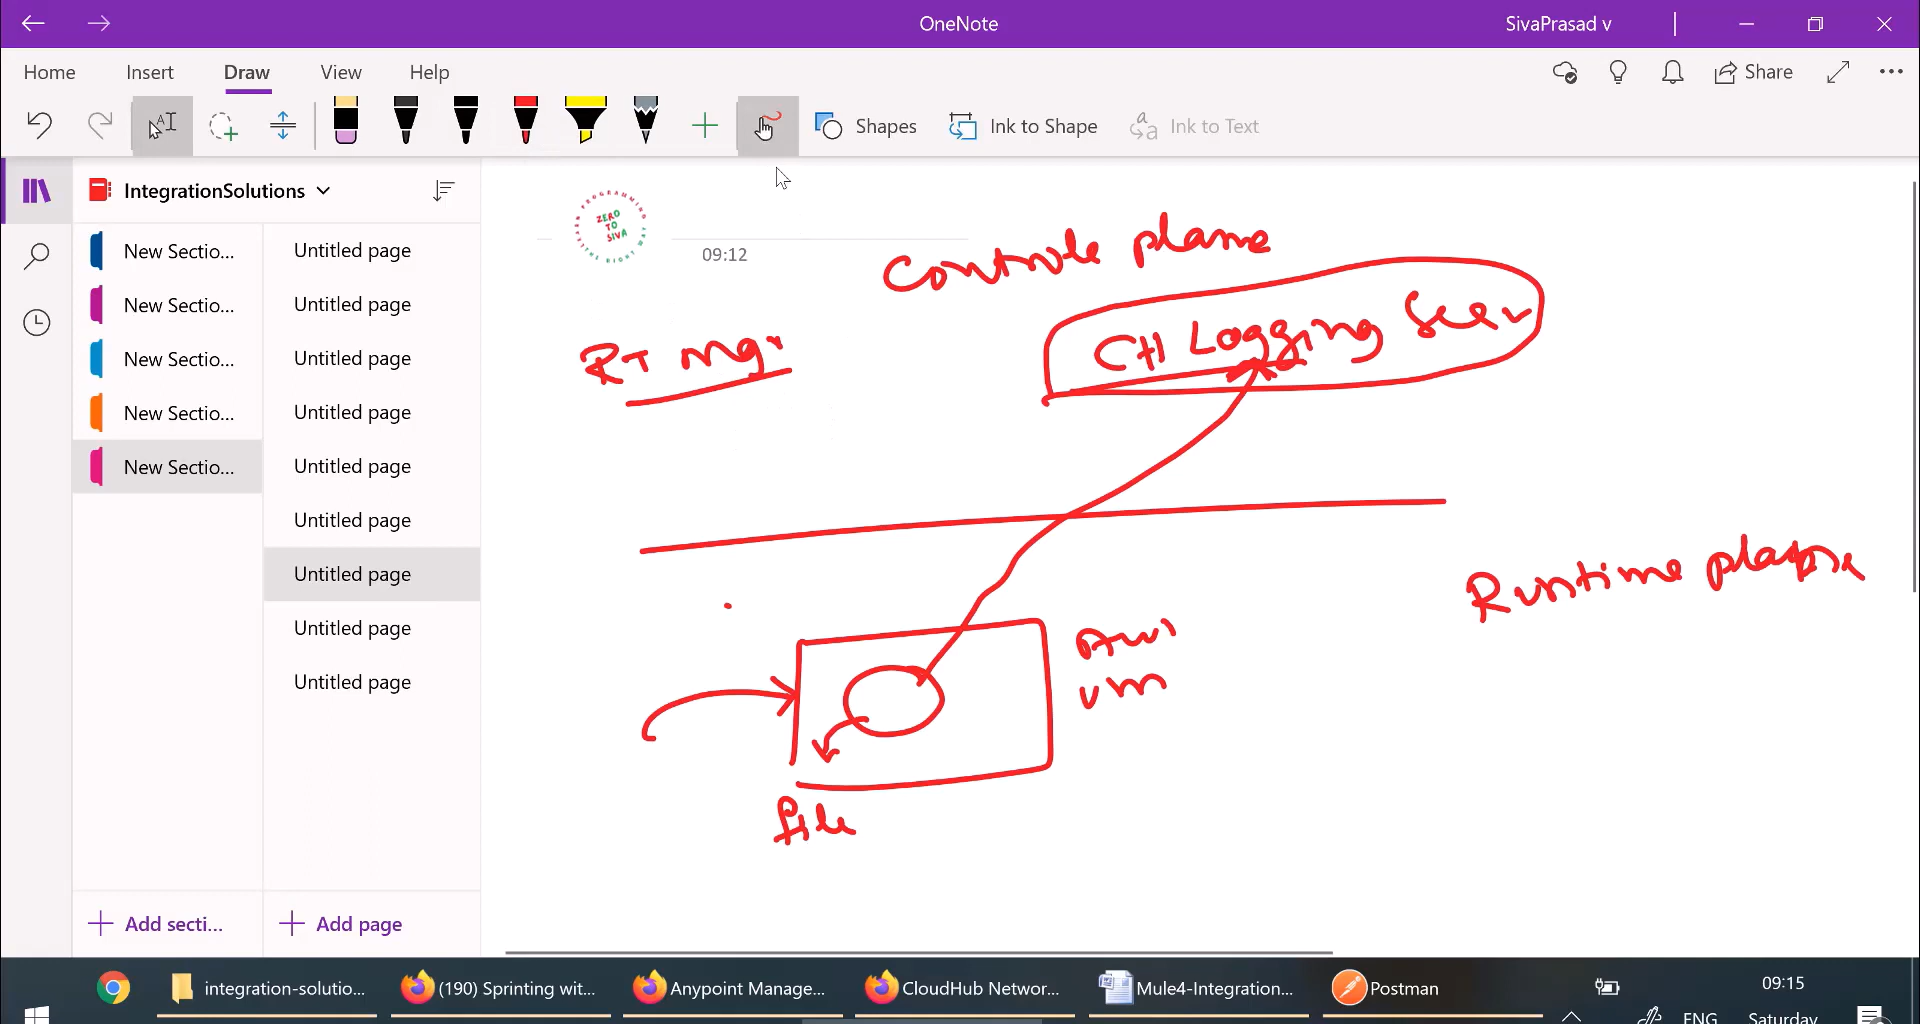 OneNote
SivaPrasad v
Home
Insert
Draw
View
Help
Share
Shapes
Ink to Shape
Ink to Text
IntegrationSolutions
New Sectio...
New Sectio...
New Sectio...
New Sectio...
New Sectio...
Untitled page
Untitled page
Untitled page
Untitled page
Untitled page
Untitled page
Untitled page
Untitled page
Untitled page
Add secti...
Add page
ZERO
TO
SIVA
09:12
Controle plane
RT Mgr
CH Logging Serv
Runtime plane
VM
file
integration-solutio...
(190) Sprinting wit...
Anypoint Manage...
CloudHub Networ...
Mule4-Integration...
Postman
09:15
ENG
Saturday